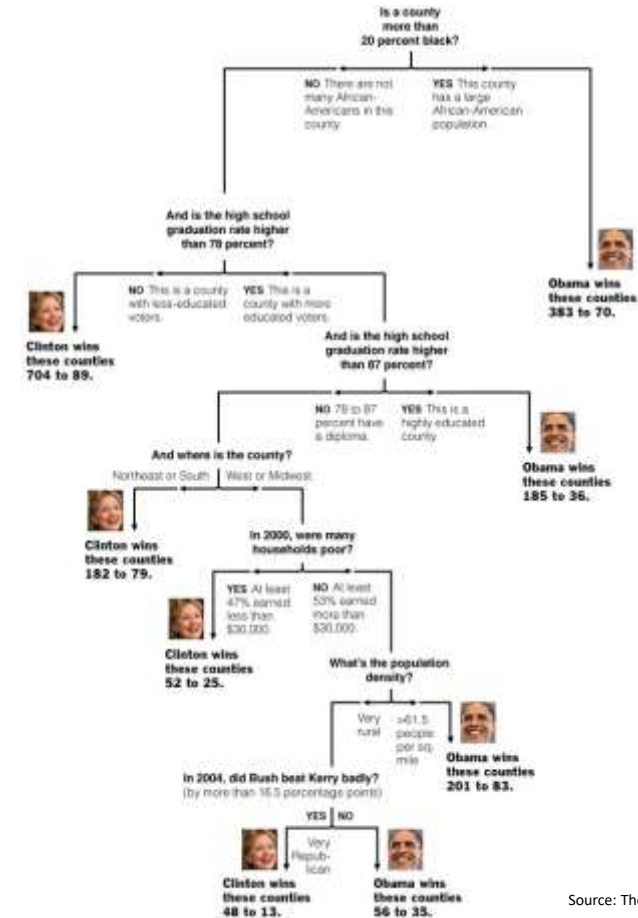 Is a county
more than
20 percent black?
NO There are not
many African-
Americans in this
county.
YES This county
has a large
African-American
population.
And is the high school
graduation rate higher
than 78 percent?
Obama wins
these counties
383 to 70.
NO This is a county
with less-educated
voters.
YES This is a
county with more
educated voters.
Clinton wins
these counties
704 to 89.
And is the high school
graduation rate higher
than 87 percent?
NO 78 to 87
percent have
a diploma.
YES This is a
highly educated
county.
Obama wins
these counties
185 to 36.
And where is the county?
Northeast or South
West or Midwest
Clinton wins
these counties
182 to 79.
In 2000, were many
households poor?
YES At least
47% earned
less than
$30,000.
NO At least
53% earned
more than
$30,000.
Clinton wins
these counties
52 to 25.
What's the population
density?
Very
rural
>61.5
people
per sq.
mile
Obama wins
these counties
201 to 83.
In 2004, did Bush beat Kerry badly?
(by more than 16.5 percentage points)
YES NO
Very
Repub-
lican
Clinton wins
these counties
48 to 13.
Obama wins
these counties
56 to 35.
Source: